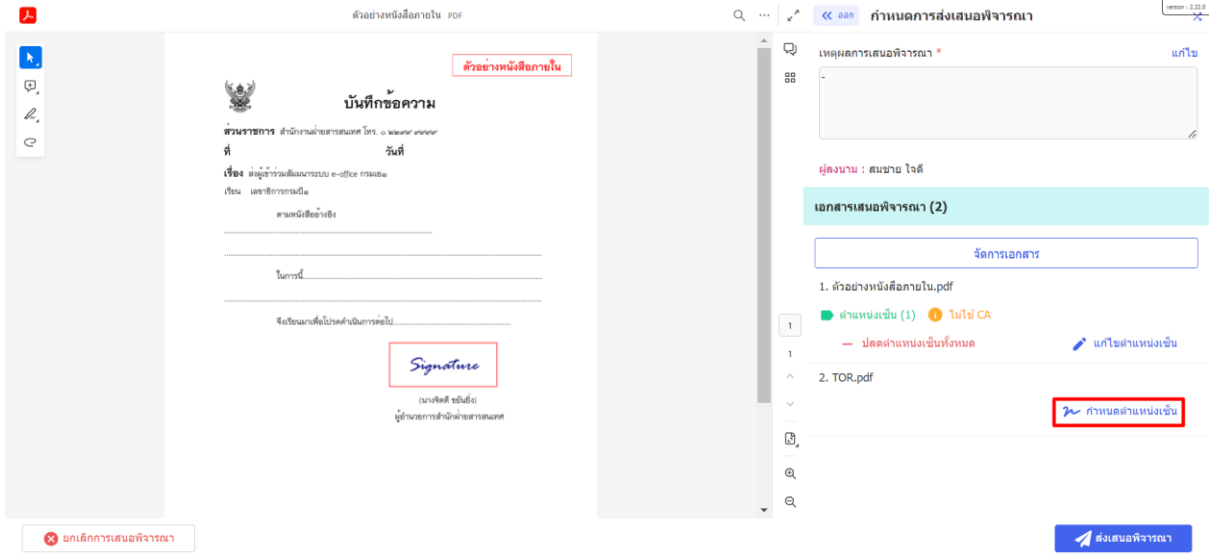 ตัวอย่างหนังสือภายใน PDF
ออก กำหนดการส่งเสนอพิจารณา
version : 2.22.0
เหตุผลการเสนอพิจารณา *
แก้ไข
-
ผู้ลงนาม : สมชาย ใจดี
เอกสารเสนอพิจารณา (2)
จัดการเอกสาร
1. ตัวอย่างหนังสือภายใน.pdf
ตำแหน่งเซ็น (1) ไม่ใช้ CA
ปลดตำแหน่งเซ็นทั้งหมด
แก้ไขตำแหน่งเซ็น
2. TOR.pdf
กำหนดตำแหน่งเซ็น
ตัวอย่างหนังสือภายใน
บันทึกข้อความ
ส่วนราชการ สำนักงานฝ่ายสารสนเทศ โทร.
ที่ วันที่
เรื่อง ส่งผู้เข้าร่วมสัมมนาระบบ e-office กรมเธ๑
เรียน เลขาธิการกรมบี๑
ตามหนังสืออ้างอิง
ในการนี้
จึงเรียนมาเพื่อโปรดดำเนินการต่อไป
Signature
(นางจิตดี ขยันยิ่ง)
ผู้อำนวยการสำนักฝ่ายสารสนเทศ
1
1
ยกเลิกการเสนอพิจารณา
ส่งเสนอพิจารณา